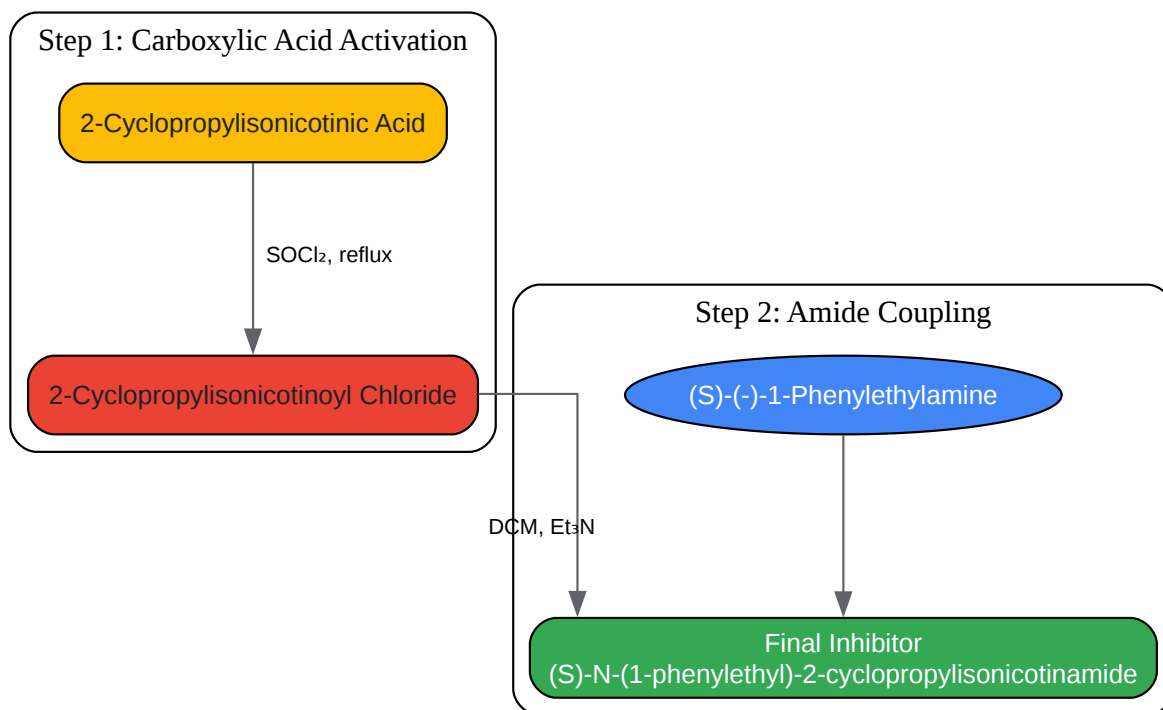 Step 1: Carboxylic Acid Activation
2-Cyclopropylisonicotinic Acid
SOCl₂, reflux
2-Cyclopropylisonicotinoyl Chloride
Step 2: Amide Coupling
(S)-(-)-1-Phenylethylamine
DCM, Et₃N
Final Inhibitor
(S)-N-(1-phenylethyl)-2-cyclopropylisonicotinamide